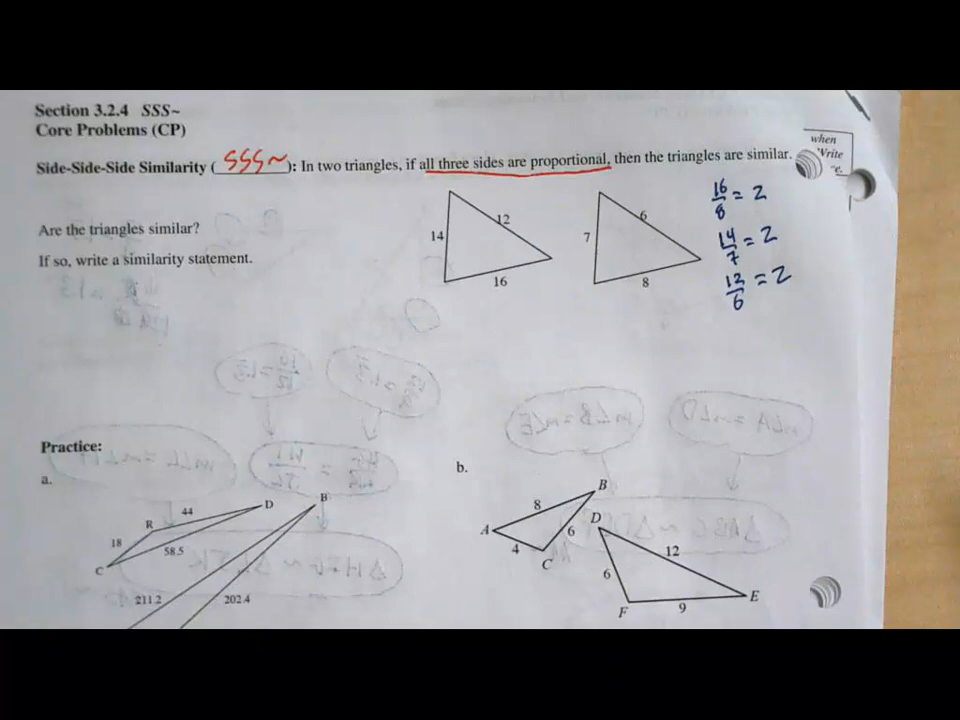 Section 3.2.4 SSS~
Core Problems (CP)
when
Write
Side-Side-Side Similarity ( SSS~ ): In two triangles, if all three sides are proportional, then the triangles are similar.
16/8 = 2
14/7 = 2
12/6 = 2
12
14
16
6
7
8
Are the triangles similar?
If so, write a similarity statement.
Practice:
a.
R
44
D
18
58.5
C
B
211.2
202.4
b.
A
8
B
6
4
C
D
12
6
F
9
E